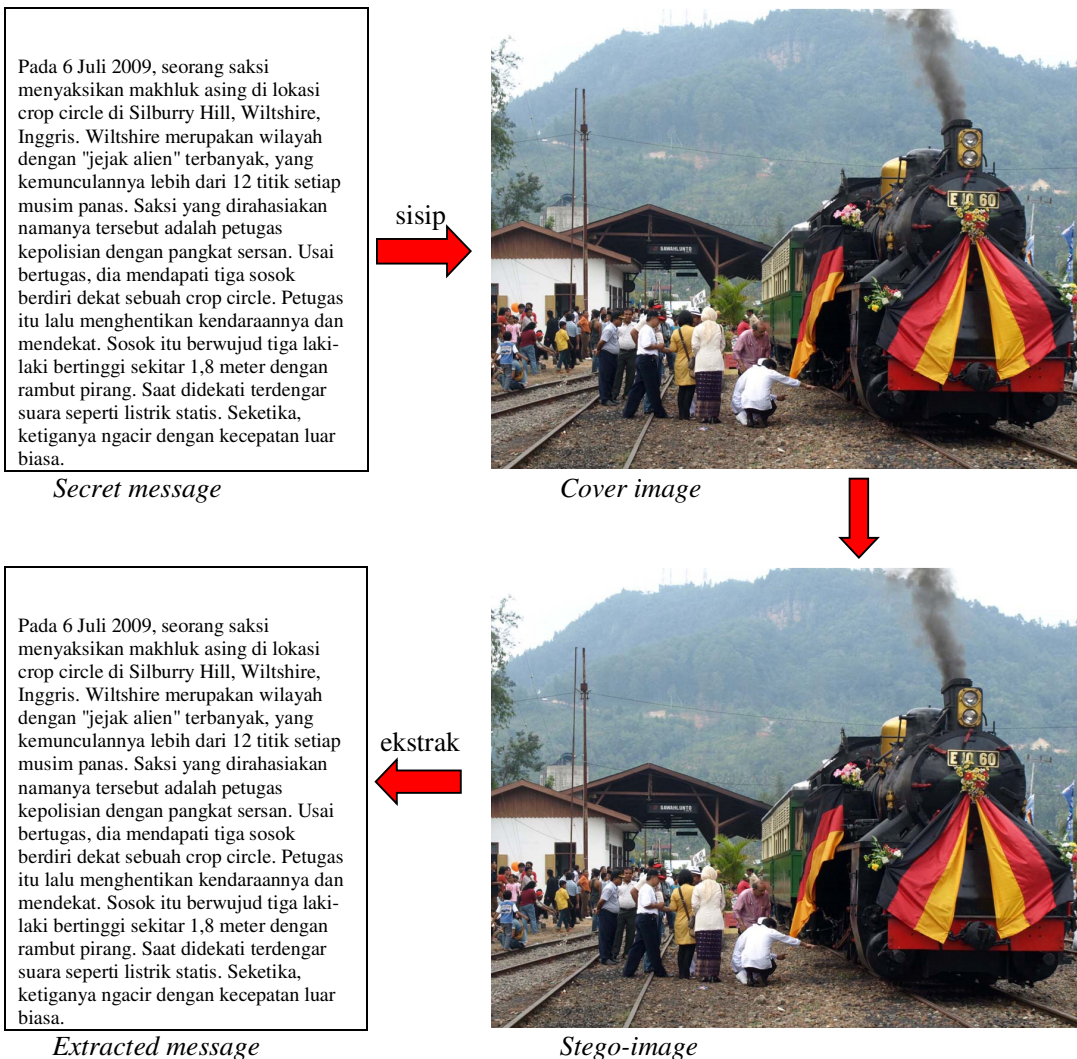 Pada 6 Juli 2009, seorang saksi
menyaksikan makhluk asing di lokasi
crop circle di Silburry Hill, Wiltshire,
Inggris. Wiltshire merupakan wilayah
dengan "jejak alien" terbanyak, yang
kemunculannya lebih dari 12 titik setiap
musim panas. Saksi yang dirahasiakan
namanya tersebut adalah petugas
kepolisian dengan pangkat sersan. Usai
bertugas, dia mendapati tiga sosok
berdiri dekat sebuah crop circle. Petugas
itu lalu menghentikan kendaraannya dan
mendekat. Sosok itu berwujud tiga laki-
laki bertinggi sekitar 1,8 meter dengan
rambut pirang. Saat didekati terdengar
suara seperti listrik statis. Seketika,
ketiganya ngacir dengan kecepatan luar
biasa.
Secret message
sisip
SAWAHLUNTO
E 10 60
Cover image
Pada 6 Juli 2009, seorang saksi
menyaksikan makhluk asing di lokasi
crop circle di Silburry Hill, Wiltshire,
Inggris. Wiltshire merupakan wilayah
dengan "jejak alien" terbanyak, yang
kemunculannya lebih dari 12 titik setiap
musim panas. Saksi yang dirahasiakan
namanya tersebut adalah petugas
kepolisian dengan pangkat sersan. Usai
bertugas, dia mendapati tiga sosok
berdiri dekat sebuah crop circle. Petugas
itu lalu menghentikan kendaraannya dan
mendekat. Sosok itu berwujud tiga laki-
laki bertinggi sekitar 1,8 meter dengan
rambut pirang. Saat didekati terdengar
suara seperti listrik statis. Seketika,
ketiganya ngacir dengan kecepatan luar
biasa.
Extracted message
ekstrak
SAWAHLUNTO
E 10 60
Stego-image